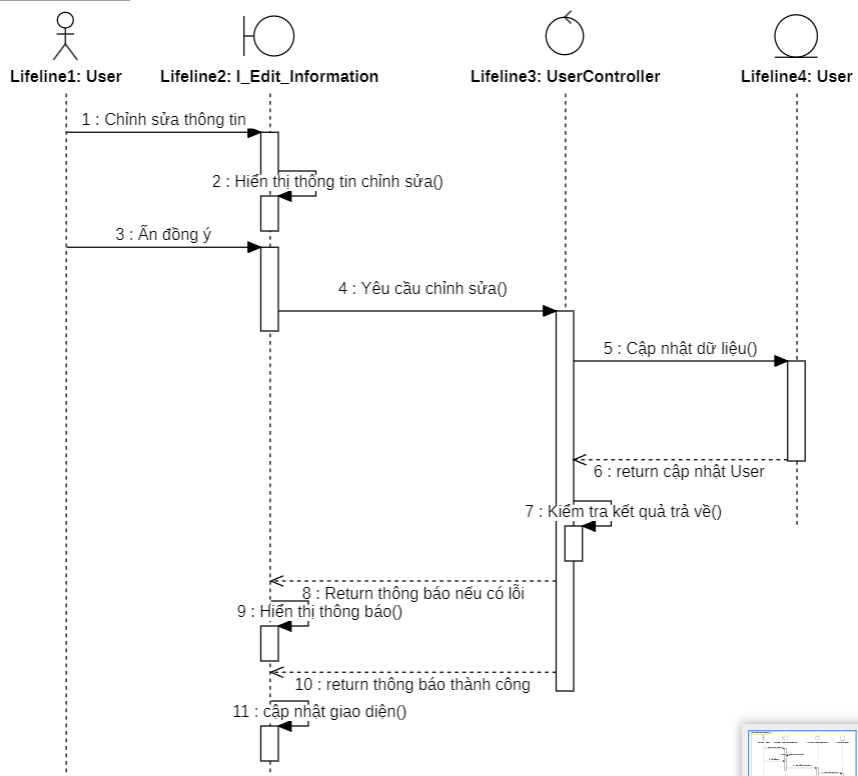 Lifeline1: User
Lifeline2: I_Edit_Information
Lifeline3: UserController
Lifeline4: User
1 : Chỉnh sửa thông tin
2 : Hiển thị thông tin chỉnh sửa()
3 : Ấn đồng ý
4 : Yêu cầu chỉnh sửa()
5 : Cập nhật dữ liệu()
6 : return cập nhật User
7 : Kiểm tra kết quả trả về()
8 : Return thông báo nếu có lỗi
9 : Hiển thị thông báo()
10 : return thông báo thành công
11 : cập nhật giao diện()